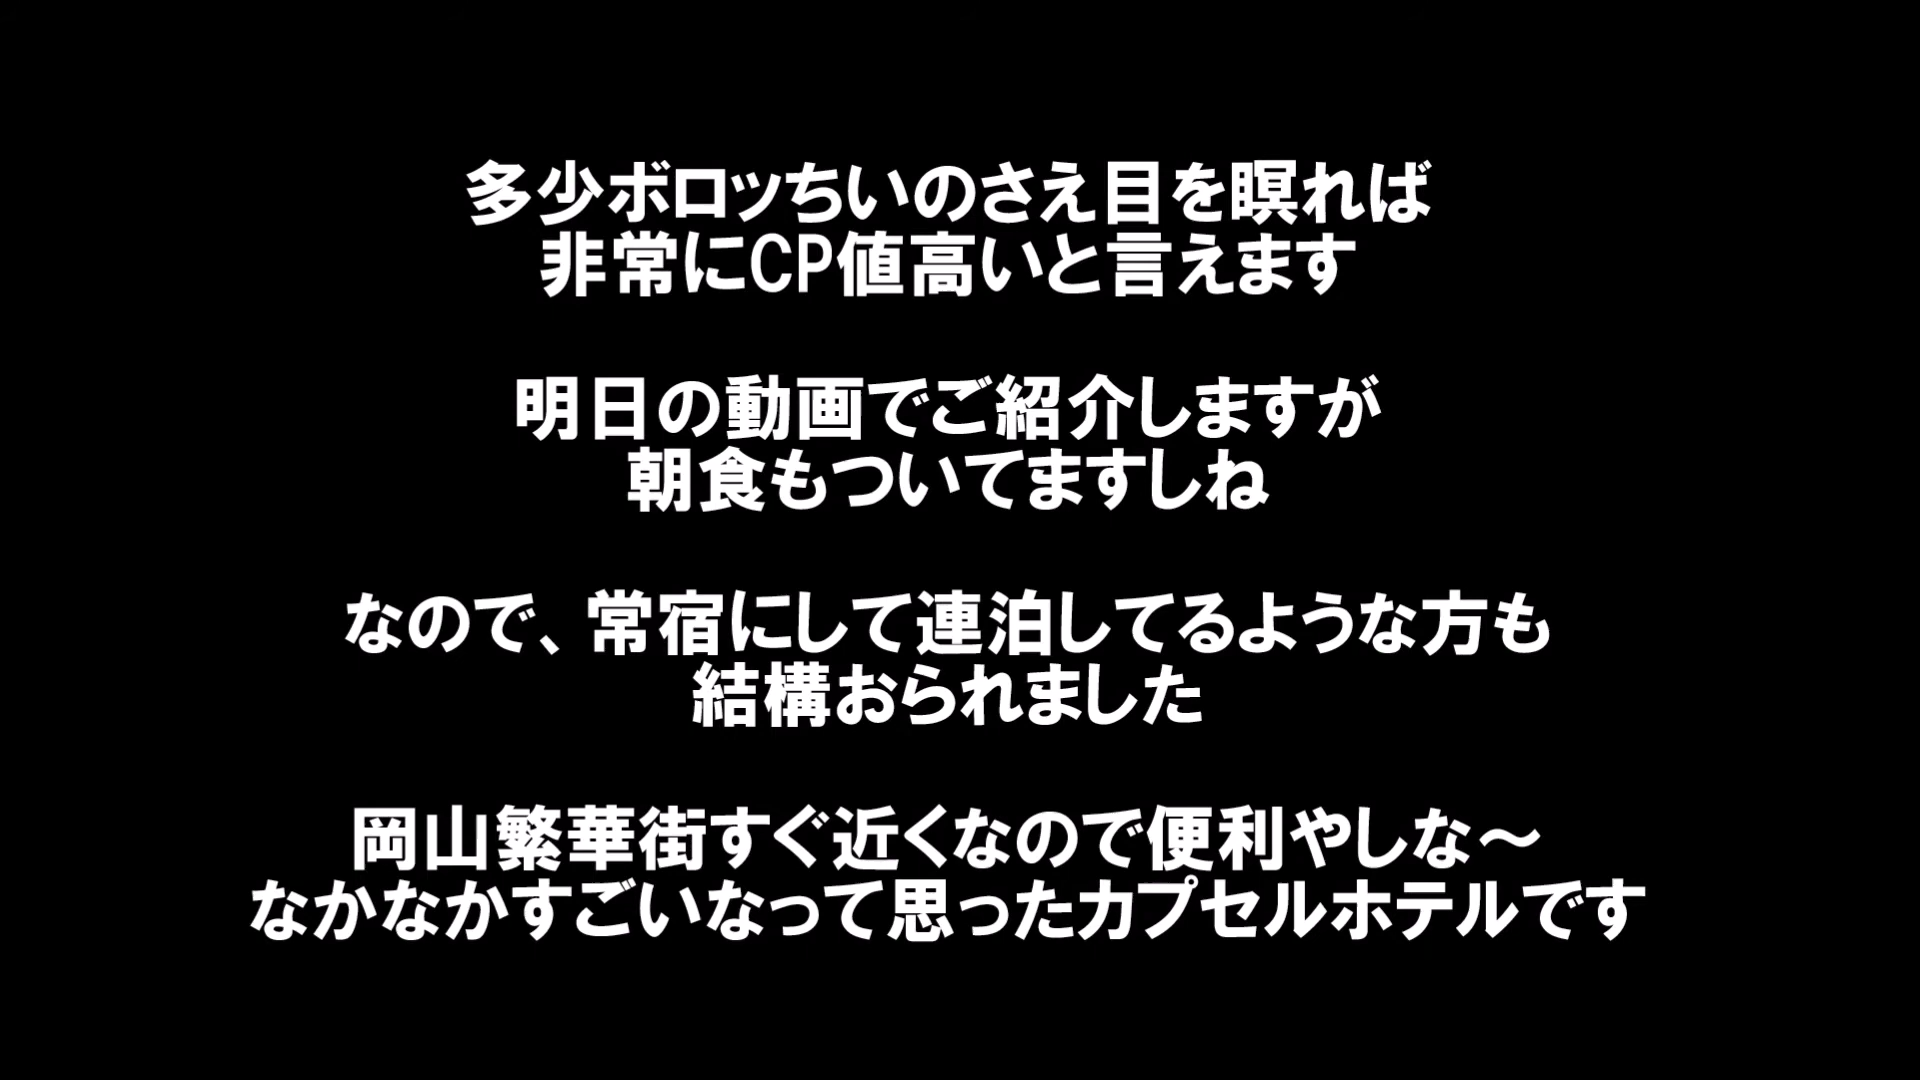 多少ボロッちいのさえ目を瞑れば
非常にCP値高いと言えます
明日の動画でご紹介しますが
朝食もついてますしね
なので、常宿にして連泊してるような方も
結構おられました
岡山繁華街すぐ近くなので便利やしな～
なかなかすごいなって思ったカプセルホテルです